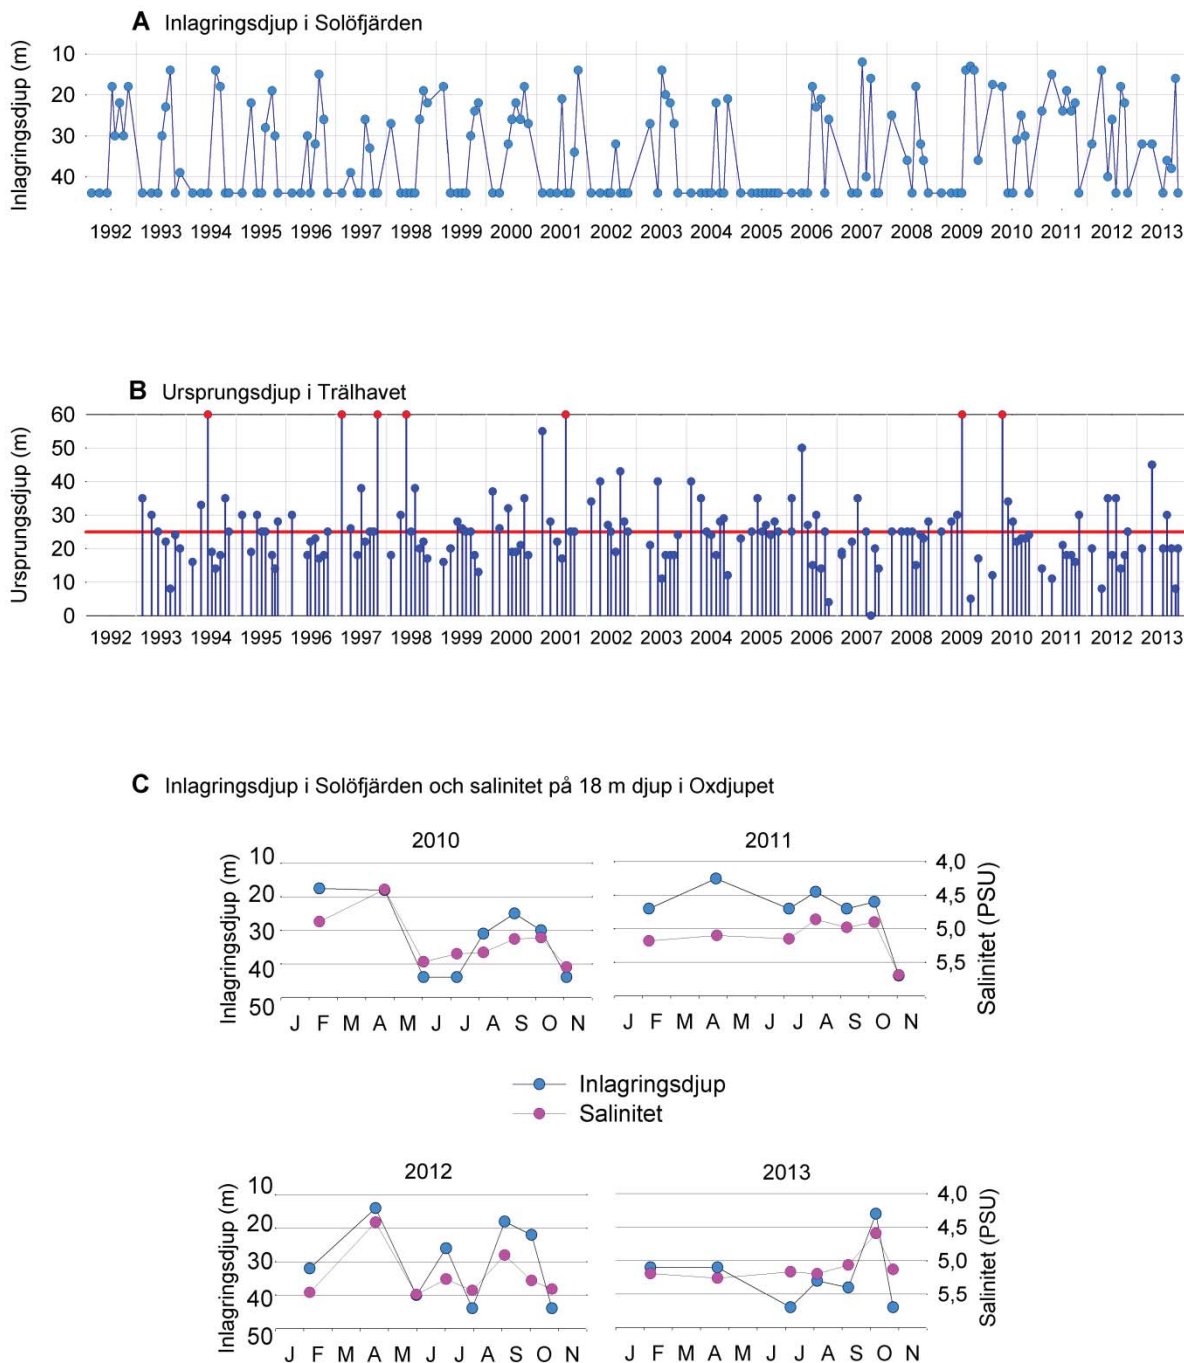 A Inlagringsdjup i Solöfjärden
Inlagringsdjup (m)
10
20
30
40
1992 1993 1994 1995 1996 1997 1998 1999 2000 2001 2002 2003 2004 2005 2006 2007 2008 2009 2010 2011 2012 2013
B Ursprungsdjup i Trälhavet
Ursprungsdjup (m)
60
50
40
30
20
10
0
1992 1993 1994 1995 1996 1997 1998 1999 2000 2001 2002 2003 2004 2005 2006 2007 2008 2009 2010 2011 2012 2013
C Inlagringsdjup i Solöfjärden och salinitet på 18 m djup i Oxdjupet
2010
Inlagringsdjup (m)
10
20
30
40
50
J F M A M J J A S O N
2011
4,0
4,5
5,0
5,5
Salinitet (PSU)
J F M A M J J A S O N
Inlagringsdjup
Salinitet
2012
Inlagringsdjup (m)
10
20
30
40
50
J F M A M J J A S O N
2013
4,0
4,5
5,0
5,5
Salinitet (PSU)
J F M A M J J A S O N